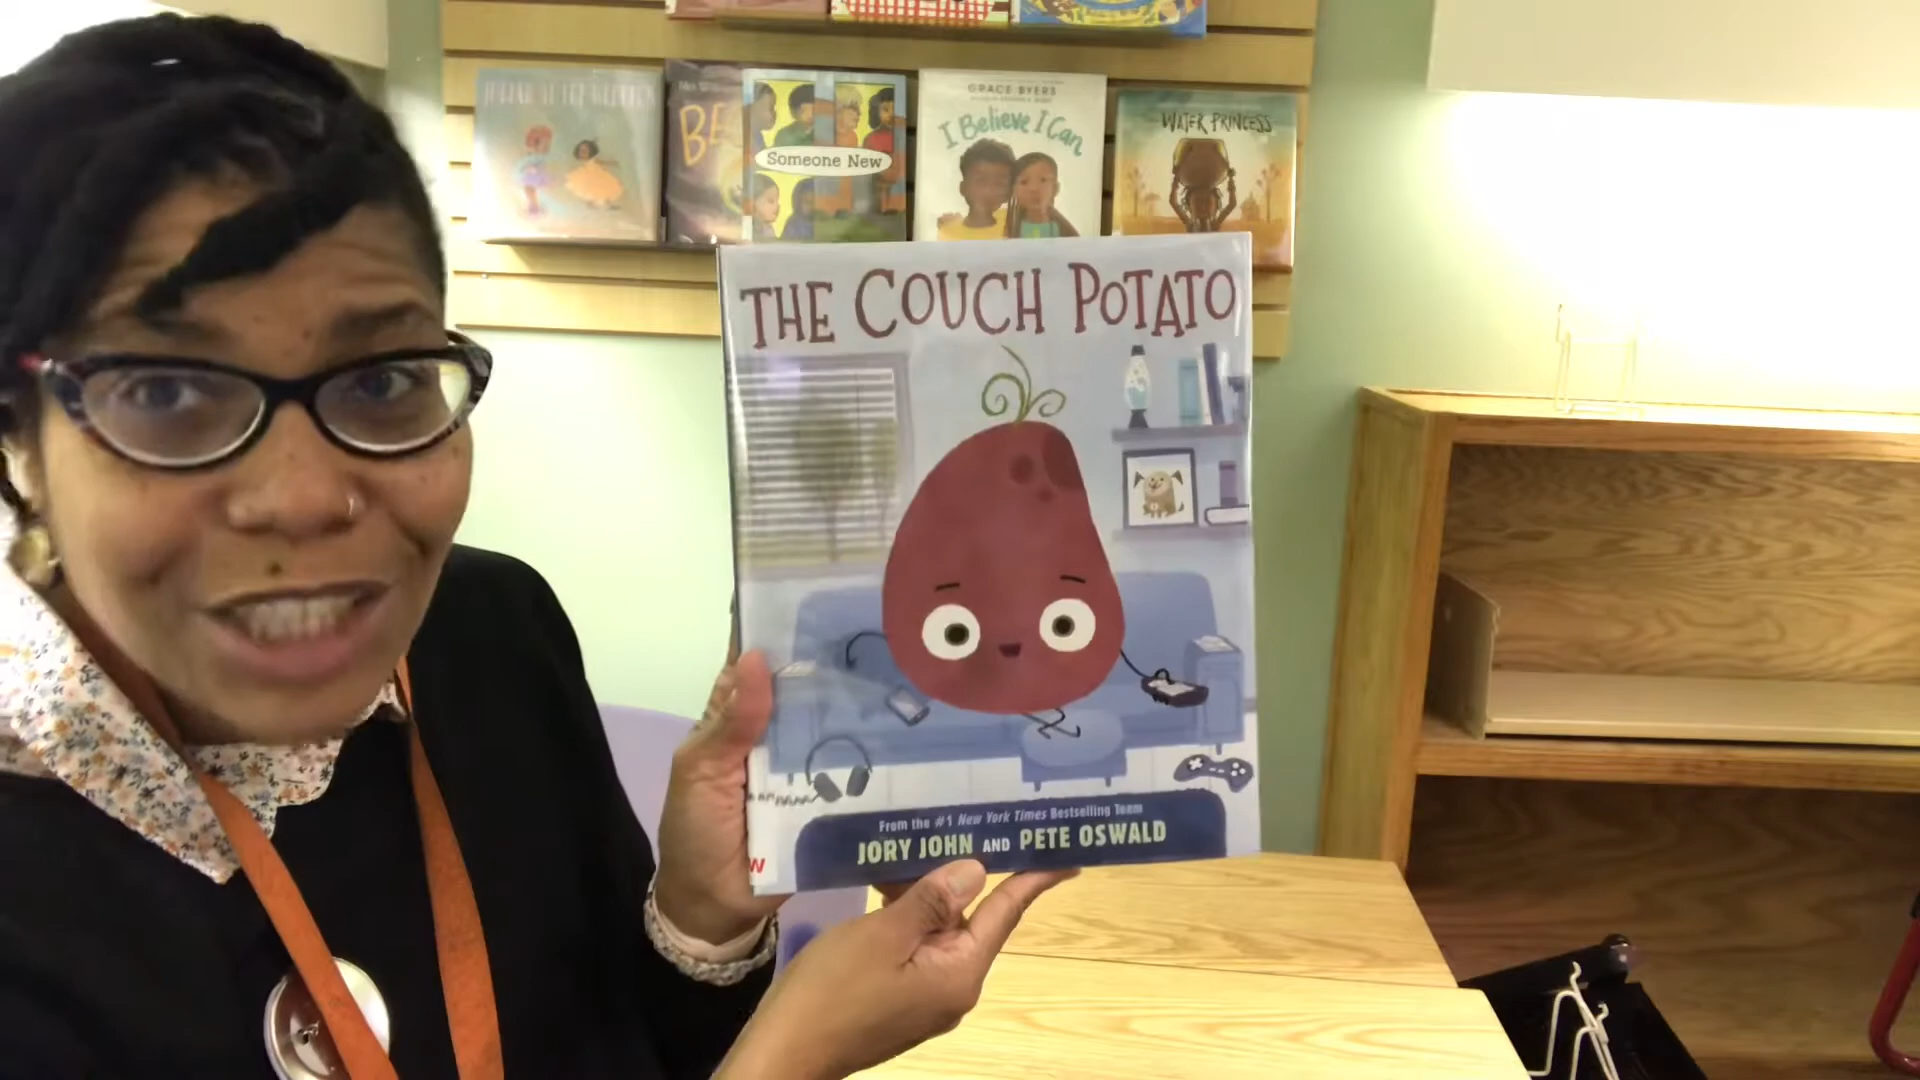 BE
Someone New
GRACE BYERS
I Believe I Can
WATER PRINCESS
THE COUCH POTATO
From the #1 New York Times Bestselling Team
JORY JOHN AND PETE OSWALD
W